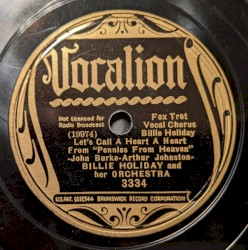 Vocalion
Not Licensed for
Radio Broadcast
Fox Trot
Vocal Chorus
(19974)
Billie Holiday
Let's Call A Heart A Heart
From "Pennies From Heaven"
-John Burke-Arthur Johnston-
BILLIE HOLIDAY and
her ORCHESTRA
3334
BRUNSWICK RECORD CORPORATION